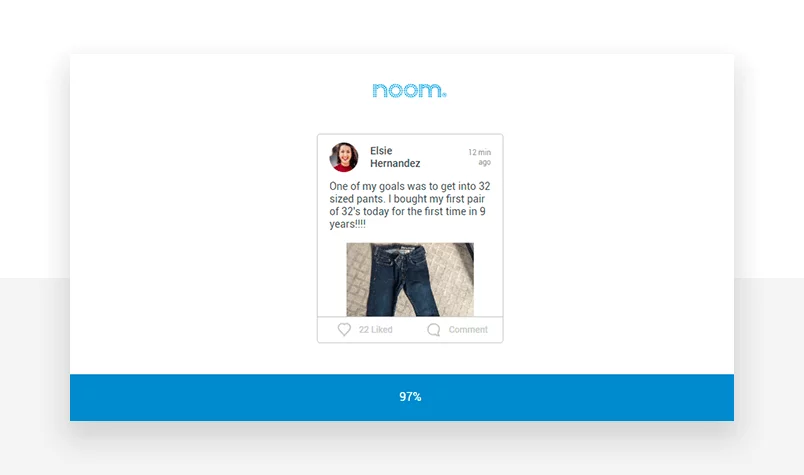 noom®
Elsie
Hernandez
12 min
ago
One of my goals was to get into 32
sized pants. I bought my first pair
of 32's today for the first time in 9
years!!!!
22 Liked
Comment
97%